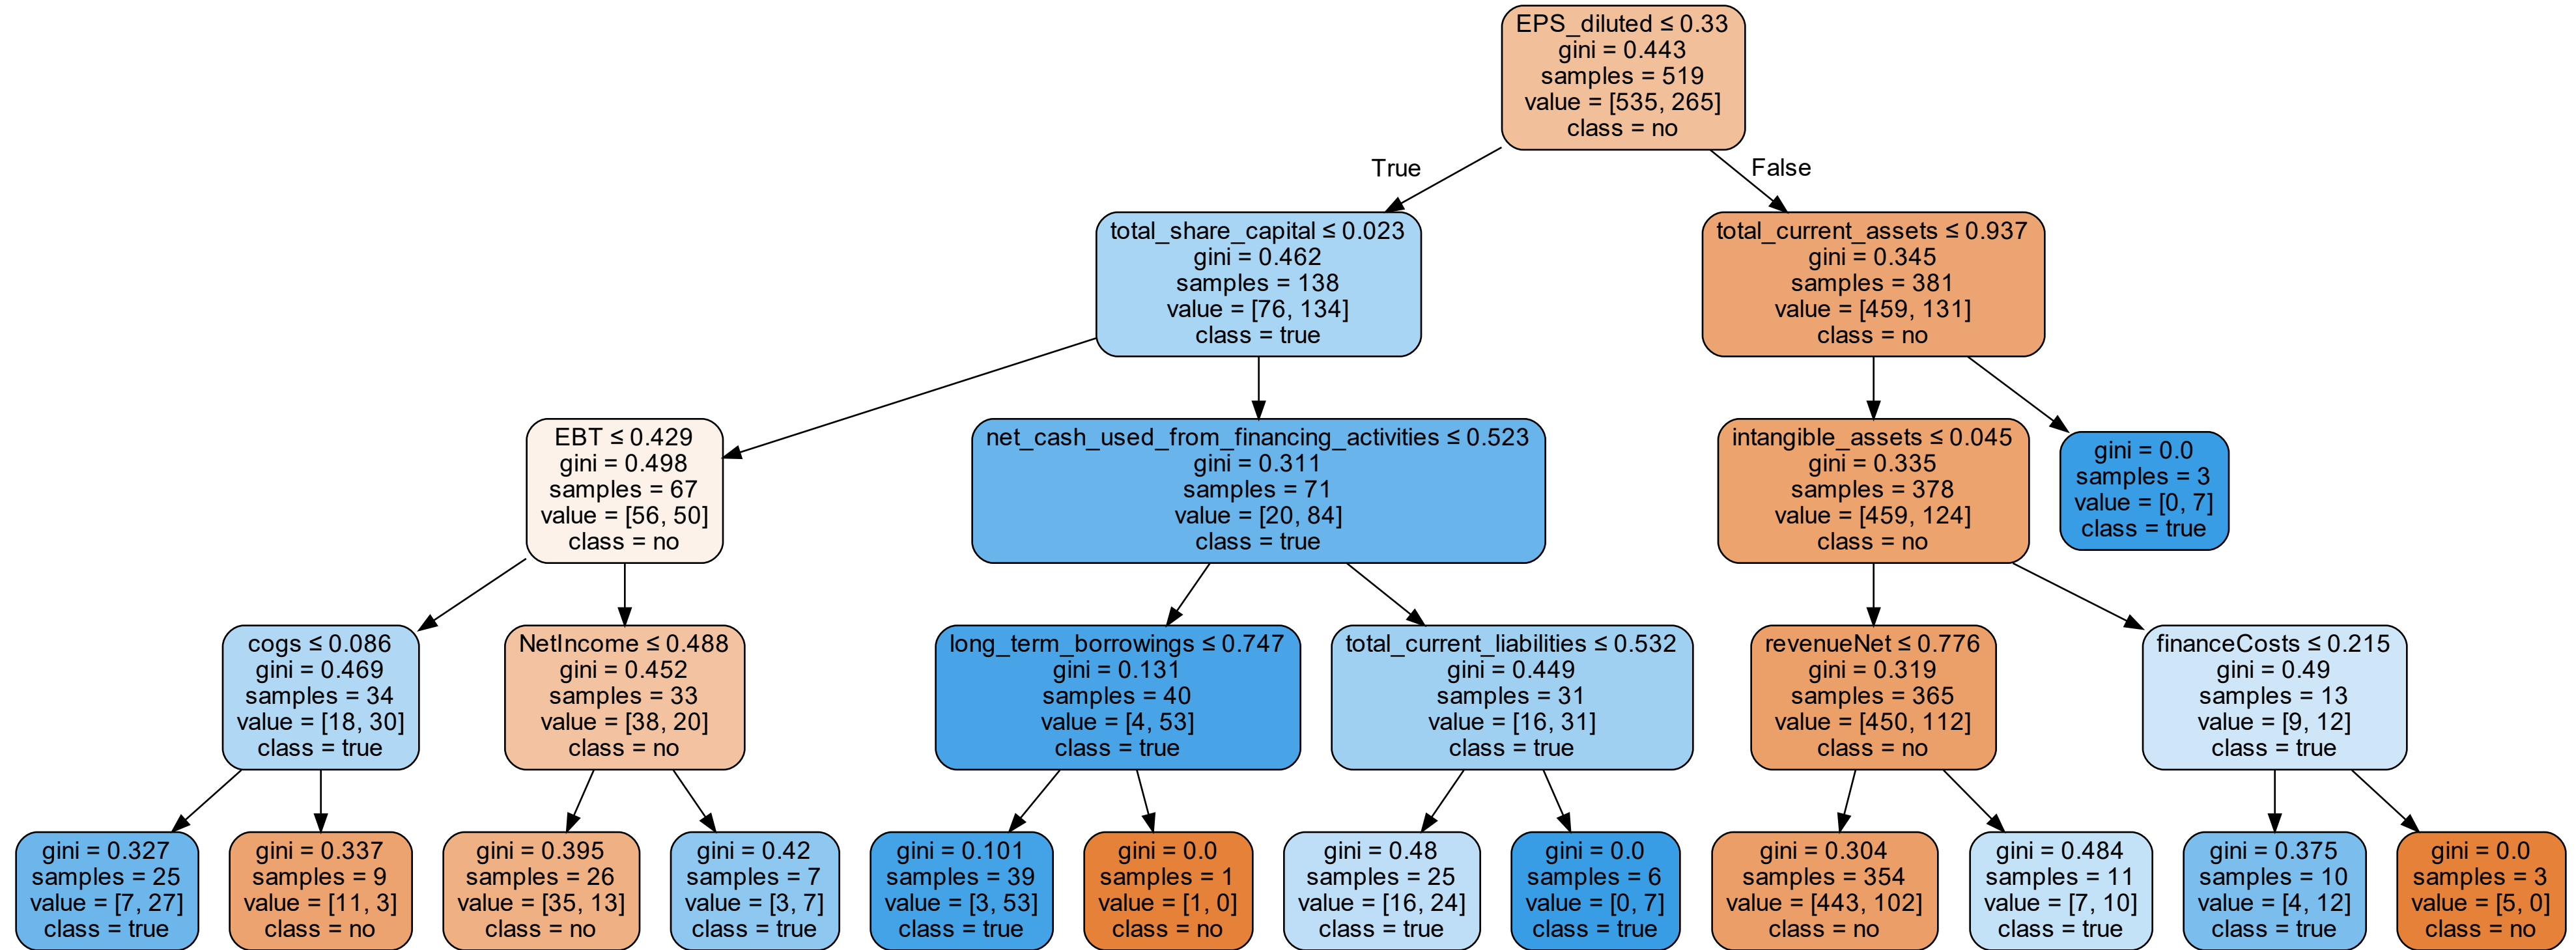 EPS_diluted ≤ 0.33
gini = 0.443
samples = 519
value = [535, 265]
class = no
True
False
total_share_capital ≤ 0.023
gini = 0.462
samples = 138
value = [76, 134]
class = true
total_current_assets ≤ 0.937
gini = 0.345
samples = 381
value = [459, 131]
class = no
EBT ≤ 0.429
gini = 0.498
samples = 67
value = [56, 50]
class = no
net_cash_used_from_financing_activities ≤ 0.523
gini = 0.311
samples = 71
value = [20, 84]
class = true
intangible_assets ≤ 0.045
gini = 0.335
samples = 378
value = [459, 124]
class = no
gini = 0.0
samples = 3
value = [0, 7]
class = true
cogs ≤ 0.086
gini = 0.469
samples = 34
value = [18, 30]
class = true
NetIncome ≤ 0.488
gini = 0.452
samples = 33
value = [38, 20]
class = no
long_term_borrowings ≤ 0.747
gini = 0.131
samples = 40
value = [4, 53]
class = true
total_current_liabilities ≤ 0.532
gini = 0.449
samples = 31
value = [16, 31]
class = true
revenueNet ≤ 0.776
gini = 0.319
samples = 365
value = [450, 112]
class = no
financeCosts ≤ 0.215
gini = 0.49
samples = 13
value = [9, 12]
class = true
gini = 0.327
samples = 25
value = [7, 27]
class = true
gini = 0.337
samples = 9
value = [11, 3]
class = no
gini = 0.395
samples = 26
value = [35, 13]
class = no
gini = 0.42
samples = 7
value = [3, 7]
class = true
gini = 0.101
samples = 39
value = [3, 53]
class = true
gini = 0.0
samples = 1
value = [1, 0]
class = no
gini = 0.48
samples = 25
value = [16, 24]
class = true
gini = 0.0
samples = 6
value = [0, 7]
class = true
gini = 0.304
samples = 354
value = [443, 102]
class = no
gini = 0.484
samples = 11
value = [7, 10]
class = true
gini = 0.375
samples = 10
value = [4, 12]
class = true
gini = 0.0
samples = 3
value = [5, 0]
class = no